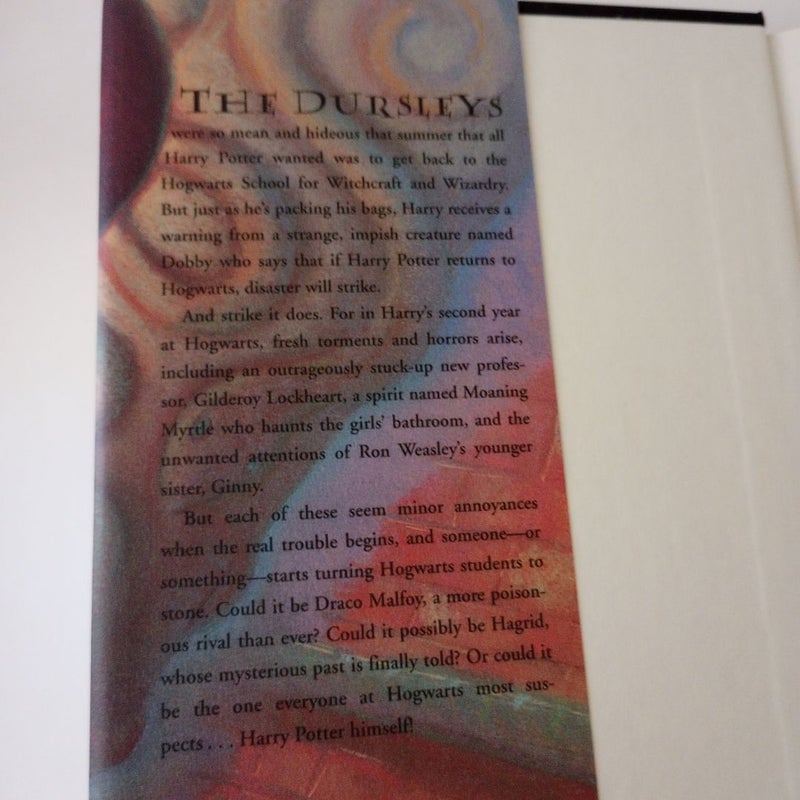 THE DURSLEYS
were so mean and hideous that summer that all
Harry Potter wanted was to get back to the
Hogwarts School for Witchcraft and Wizardry.
But just as he's packing his bags, Harry receives a
warning from a strange, impish creature named
Dobby who says that if Harry Potter returns to
Hogwarts, disaster will strike.
And strike it does. For in Harry's second year
at Hogwarts, fresh torments and horrors arise,
including an outrageously stuck-up new profes-
sor, Gilderoy Lockheart, a spirit named Moaning
Myrtle who haunts the girls' bathroom, and the
unwanted attentions of Ron Weasley's younger
sister, Ginny.
But each of these seem minor annoyances
when the real trouble begins, and someone—or
something—starts turning Hogwarts students to
stone. Could it be Draco Malfoy, a more poison-
ous rival than ever? Could it possibly be Hagrid,
whose mysterious past is finally told? Or could it
be the one everyone at Hogwarts most sus-
pects . . . Harry Potter himself!